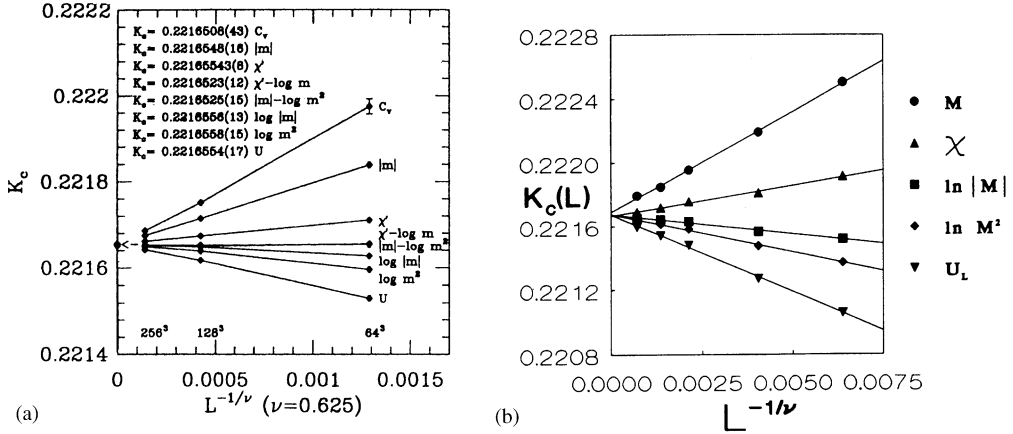 0.2222
K_c= 0.2216508(43) C_v
K_c= 0.2216548(16) |m|
K_c= 0.22165543(8) χ'
K_c= 0.2216523(12) χ'-log m
K_c= 0.2216525(15) |m|-log m²
K_c= 0.2216556(13) log |m|
K_c= 0.2216558(15) log m²
K_c= 0.2216554(17) U
0.222
0.2218
0.2216
0.2214
K_c
C_v
|m|
χ'
χ'-log m
|m|-log m²
log |m|
log m²
U
256³ 128³ 64³
0 0.0005 0.001 0.0015
L^{-1/ν} (ν=0.625)
(a)
0.2228
0.2224
0.2220
0.2216
0.2212
0.2208
K_c(L)
M
χ
ln |M|
ln M²
U_L
0.0000 0.0025 0.0050 0.0075
L^{-1/ν}
(b)